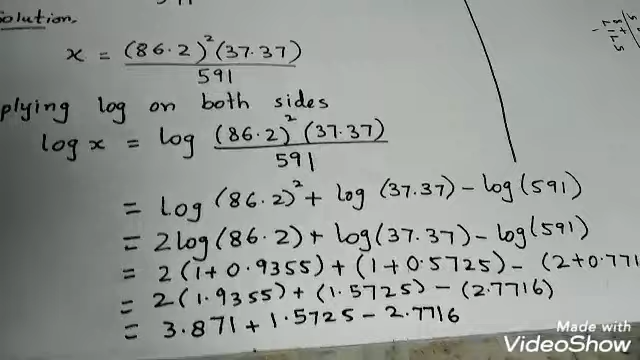 Solution.
x = (86.2)²(37.37) / 591
plying log on both sides
log x = log (86.2)²(37.37) / 591
= log(86.2)² + log(37.37) - log(591)
= 2log(86.2) + log(37.37) - log(591)
= 2(1+0.9355) + (1+0.5725) - (2+0.771
= 2(1.9355) + (1.5725) - (2.7716)
= 3.871 + 1.5725 - 2.7716
Made with
VideoShow